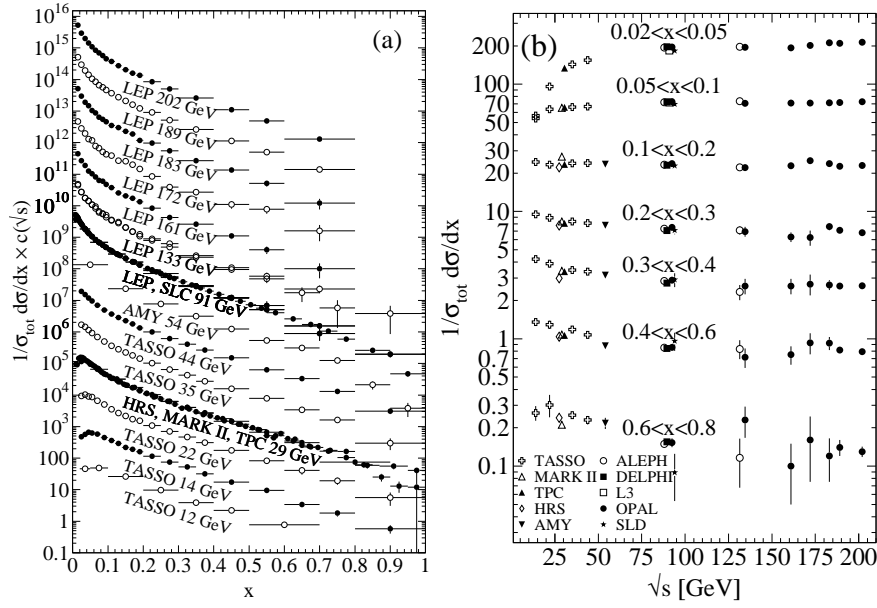 (a)
1/σtot dσ/dx × c(√s)
10^16
10^15
10^14
10^13
10^12
10^11
10^10
10^9
10^8
10^7
10^6
10^5
10^4
10^3
100
10
1
0.1
LEP 202 GeV
LEP 189 GeV
LEP 183 GeV
LEP 172 GeV
LEP 161 GeV
LEP 133 GeV
LEP, SLC 91 GeV
AMY 54 GeV
TASSO 44 GeV
TASSO 35 GeV
HRS, MARK II, TPC 29 GeV
TASSO 22 GeV
TASSO 14 GeV
TASSO 12 GeV
0 0.1 0.2 0.3 0.4 0.5 0.6 0.7 0.8 0.9 1
x
(b)
1/σtot dσ/dx
200
100
70
50
20
10
7
5
2
1
0.7
0.5
0.3
0.2
0.1
0.02<x<0.05
0.05<x<0.1
0.1<x<0.2
0.2<x<0.3
0.3<x<0.4
0.4<x<0.6
0.6<x<0.8
TASSO
MARK II
TPC
HRS
AMY
ALEPH
DELPHI
L3
OPAL
SLD
0 25 50 75 100 125 150 175 200
√s [GeV]